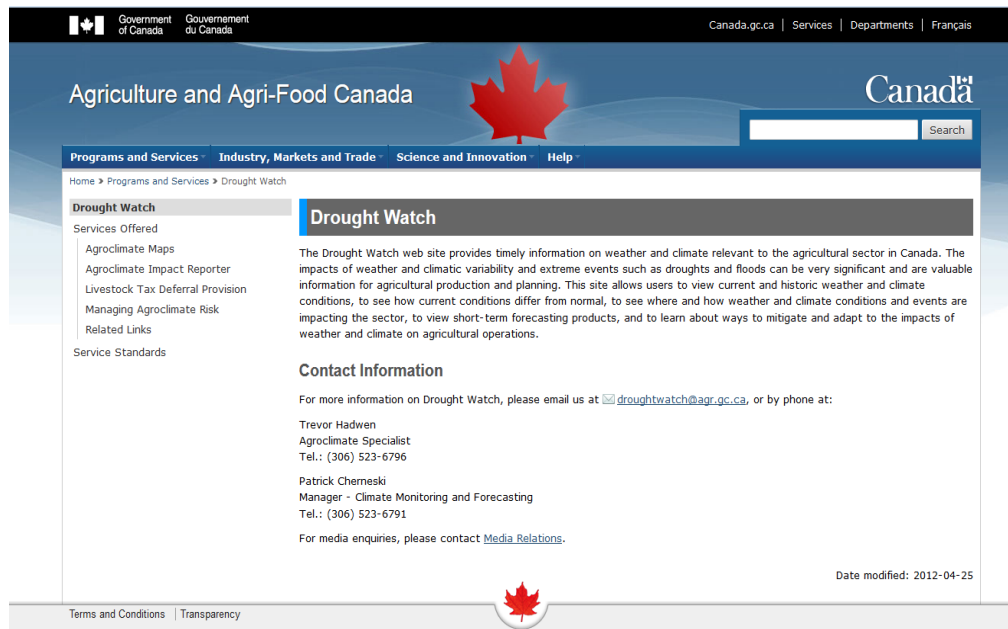 Government of Canada
Gouvernement du Canada
Canada.gc.ca | Services | Departments | Français
Agriculture and Agri-Food Canada
Canada
Search
Programs and Services Industry, Markets and Trade Science and Innovation Help
Home > Programs and Services > Drought Watch
Drought Watch
Services Offered
Agroclimate Maps
Agroclimate Impact Reporter
Livestock Tax Deferral Provision
Managing Agroclimate Risk
Related Links
Service Standards
Drought Watch
The Drought Watch web site provides timely information on weather and climate relevant to the agricultural sector in Canada. The
impacts of weather and climatic variability and extreme events such as droughts and floods can be very significant and are valuable
information for agricultural production and planning. This site allows users to view current and historic weather and climate
conditions, to see how current conditions differ from normal, to see where and how weather and climate conditions and events are
impacting the sector, to view short-term forecasting products, and to learn about ways to mitigate and adapt to the impacts of
weather and climate on agricultural operations.
Contact Information
For more information on Drought Watch, please email us at droughtwatch@agr.gc.ca, or by phone at:
Trevor Hadwen
Agroclimate Specialist
Tel.: (306) 523-6796
Patrick Cherneski
Manager - Climate Monitoring and Forecasting
Tel.: (306) 523-6791
For media enquiries, please contact Media Relations.
Date modified: 2012-04-25
Terms and Conditions | Transparency